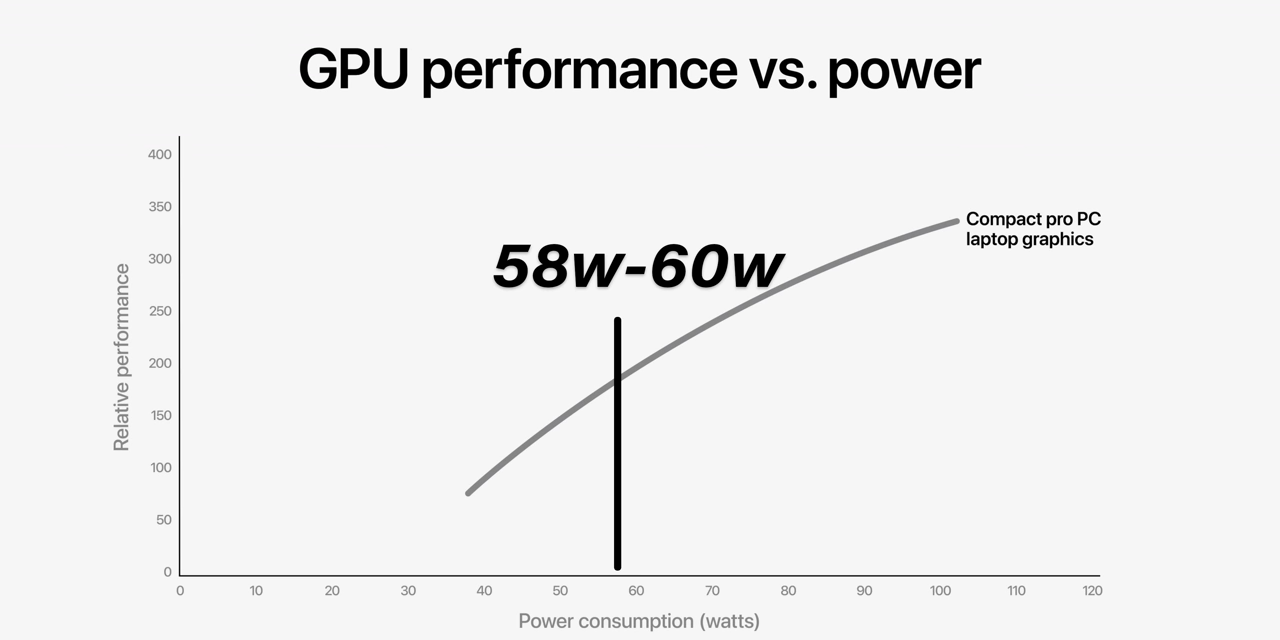 GPU performance vs. power
400
350
300
250
200
150
100
50
0
Relative performance
58w-60w
Compact pro PC
laptop graphics
0 10 20 30 40 50 60 70 80 90 100 110 120
Power consumption (watts)